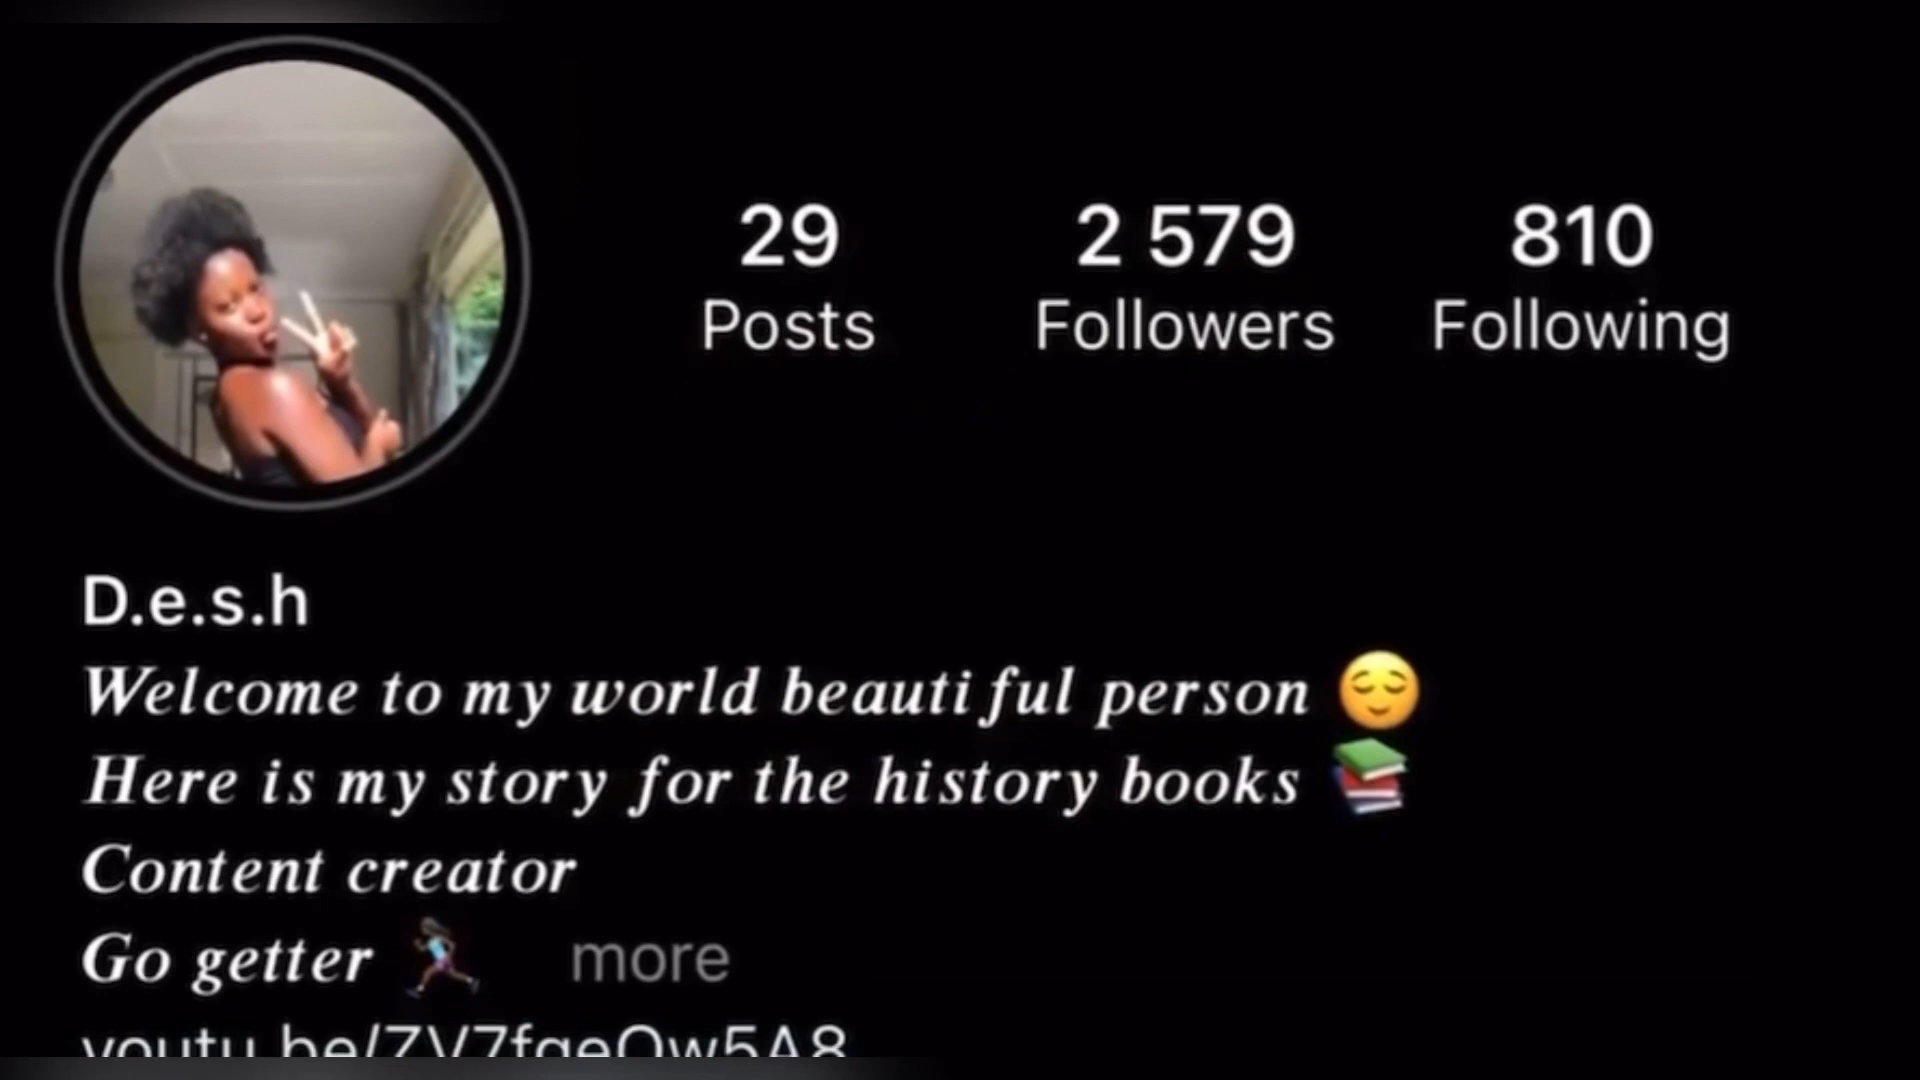 29 2 579 810
Posts Followers Following
D.e.s.h
Welcome to my world beautiful person 😌
Here is my story for the history books 📚
Content creator
Go getter 🏃🏾‍♀️ more